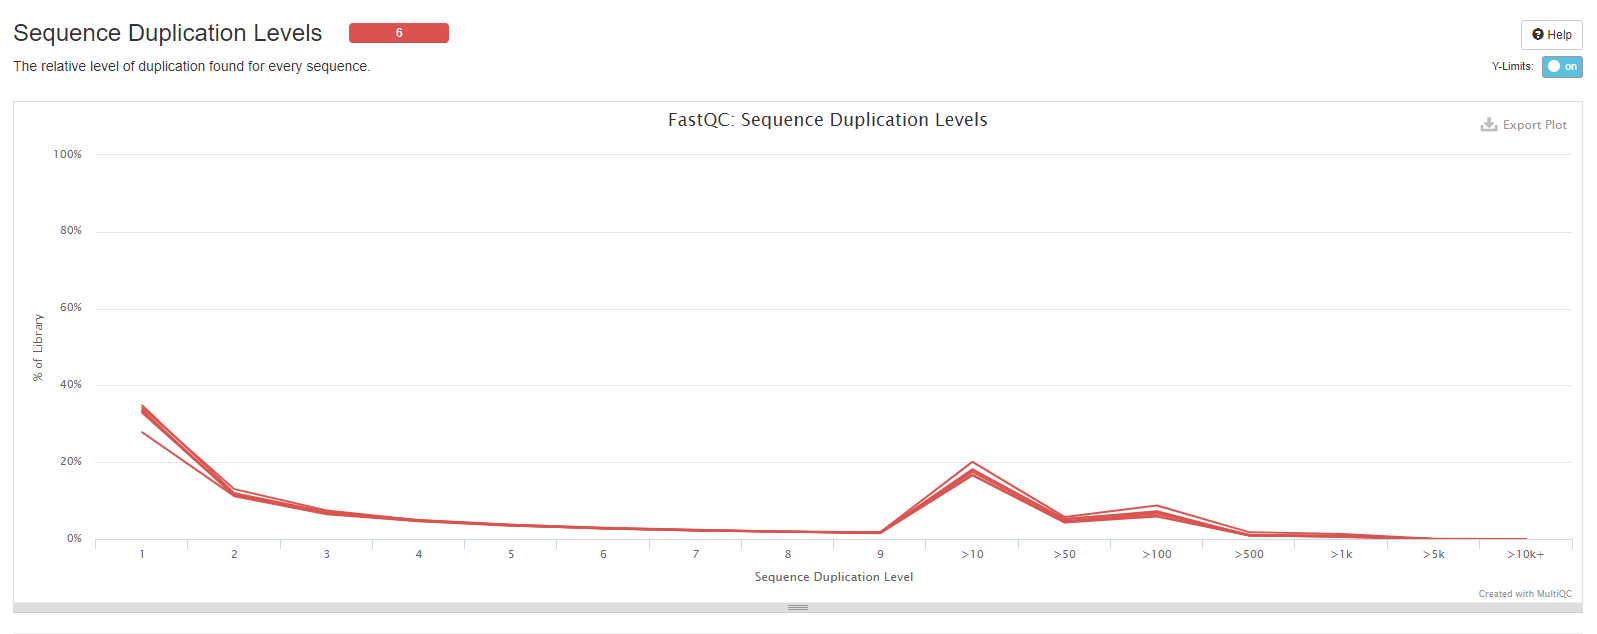 Sequence Duplication Levels 6
Help
The relative level of duplication found for every sequence.
Y-Limits: on
FastQC: Sequence Duplication Levels
Export Plot
100%
80%
60%
40%
20%
0%
% of Library
1 2 3 4 5 6 7 8 9 >10 >50 >100 >500 >1k >5k >10k+
Sequence Duplication Level
Created with MultiQC